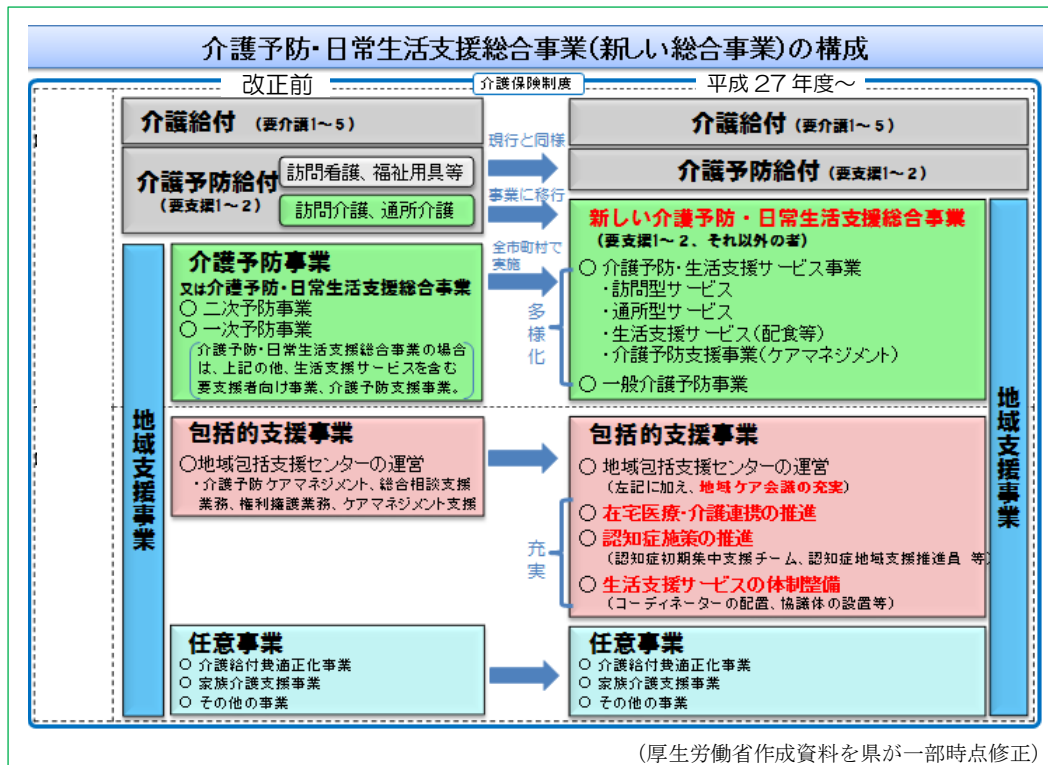 介護予防・日常生活支援総合事業(新しい総合事業)の構成
改正前
介護保険制度
平成27年度～
介護給付 (要介護1～5)
介護予防給付
(要支援1～2)
訪問看護、福祉用具等
訪問介護、通所介護
現行と同様
事業に移行
全市町村で
実施
多様化
介護給付 (要介護1～5)
介護予防給付 (要支援1～2)
地域支援事業
介護予防事業
又は介護予防・日常生活支援総合事業
○ 二次予防事業
○ 一次予防事業
介護予防・日常生活支援総合事業の場合
は、上記の他、生活支援サービスを含む
要支援者向け事業、介護予防支援事業。
新しい介護予防・日常生活支援総合事業
(要支援1～2、それ以外の者)
○ 介護予防・生活支援サービス事業
・訪問型サービス
・通所型サービス
・生活支援サービス(配食等)
・介護予防支援事業(ケアマネジメント)
○ 一般介護予防事業
地域支援事業
包括的支援事業
○地域包括支援センターの運営
・介護予防ケアマネジメント、総合相談支援
業務、権利擁護業務、ケアマネジメント支援
充実
包括的支援事業
○ 地域包括支援センターの運営
(左記に加え、地域ケア会議の充実)
○ 在宅医療・介護連携の推進
○ 認知症施策の推進
(認知症初期集中支援チーム、認知症地域支援推進員 等)
○ 生活支援サービスの体制整備
(コーディネーターの配置、協議体の設置等)
任意事業
○ 介護給付費適正化事業
○ 家族介護支援事業
○ その他の事業
任意事業
○ 介護給付費適正化事業
○ 家族介護支援事業
○ その他の事業
(厚生労働省作成資料を県が一部時点修正)